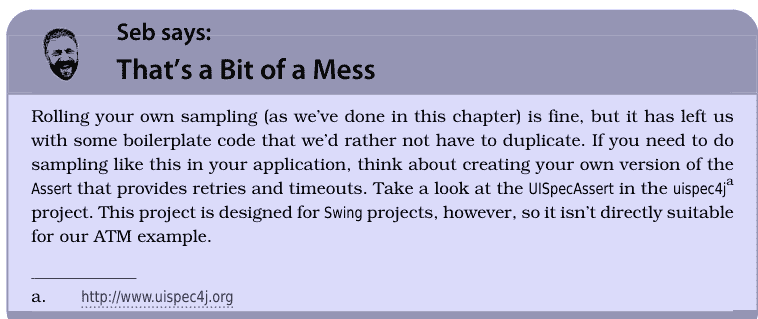 Seb says:
That's a Bit of a Mess
Rolling your own sampling (as we've done in this chapter) is fine, but it has left us
with some boilerplate code that we'd rather not have to duplicate. If you need to do
sampling like this in your application, think about creating your own version of the
Assert that provides retries and timeouts. Take a look at the UISpecAssert in the uispec4j^a
project. This project is designed for Swing projects, however, so it isn't directly suitable
for our ATM example.
a. http://www.uispec4j.org